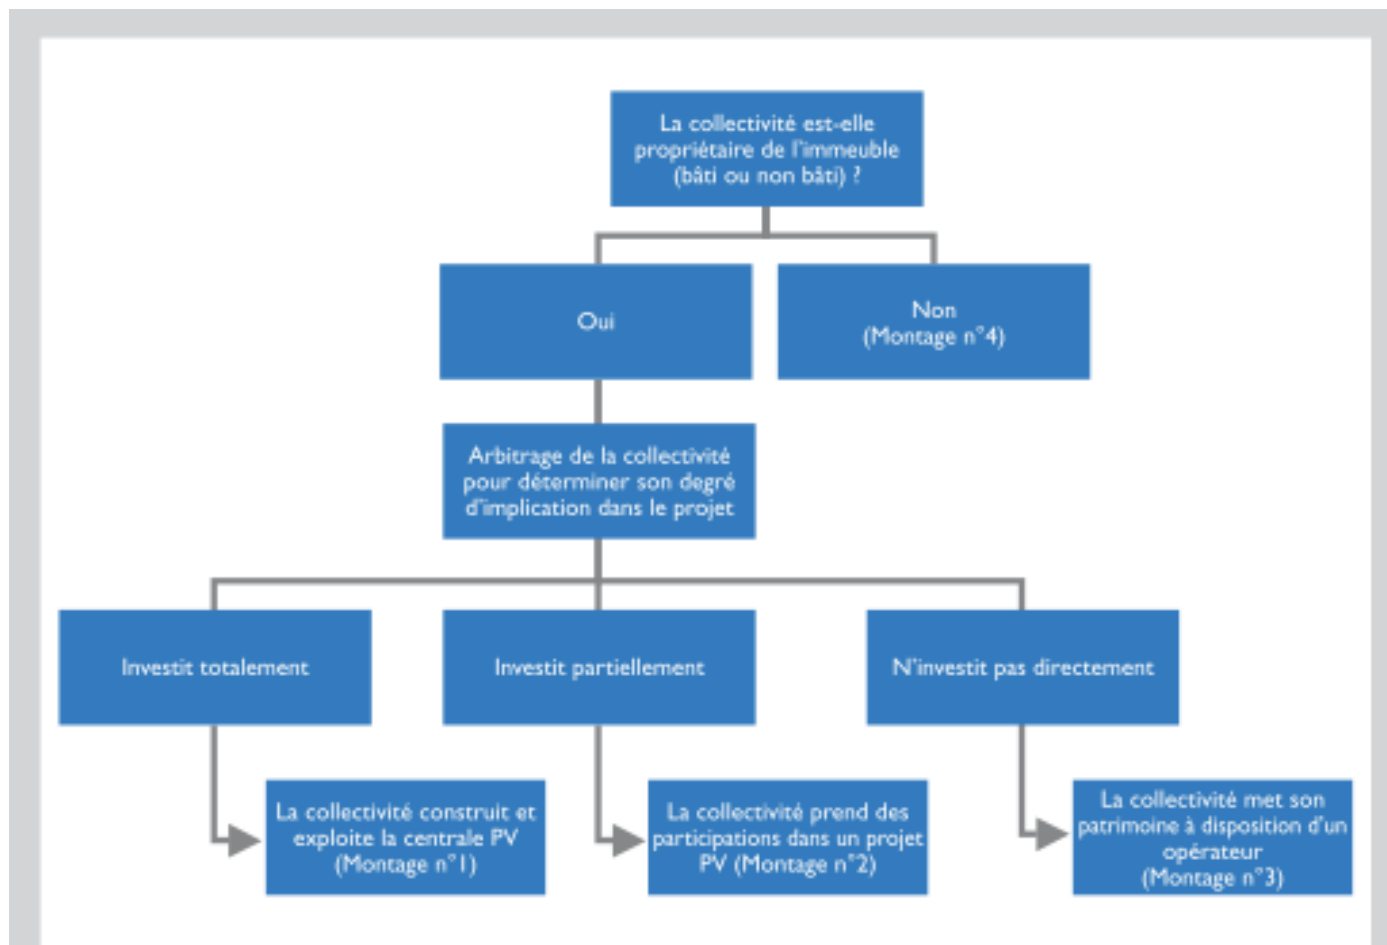 La collectivité est-elle
propriétaire de l'immeuble
(bâti ou non bâti) ?
Oui
Non
(Montage n°4)
Arbitrage de la collectivité
pour déterminer son degré
d'implication dans le projet
Investit totalement
Investit partiellement
N'investit pas directement
La collectivité construit et
exploite la centrale PV
(Montage n°1)
La collectivité prend des
participations dans un projet
PV (Montage n°2)
La collectivité met son
patrimoine à disposition d'un
opérateur
(Montage n°3)